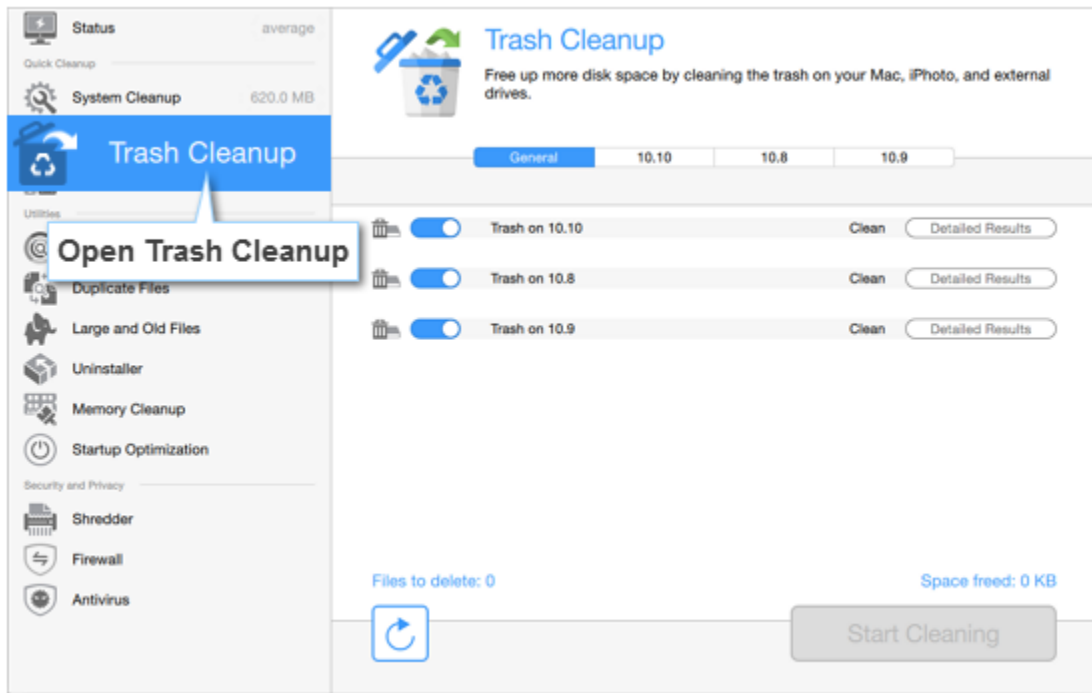 Status average
Quick Cleanup
System Cleanup 620.0 MB
Trash Cleanup
Utilities
Open Trash Cleanup
Duplicate Files
Large and Old Files
Uninstaller
Memory Cleanup
Startup Optimization
Security and Privacy
Shredder
Firewall
Antivirus
Trash Cleanup
Free up more disk space by cleaning the trash on your Mac, iPhoto, and external
drives.
General 10.10 10.8 10.9
Trash on 10.10 Clean Detailed Results
Trash on 10.8 Clean Detailed Results
Trash on 10.9 Clean Detailed Results
Files to delete: 0 Space freed: 0 KB
Start Cleaning